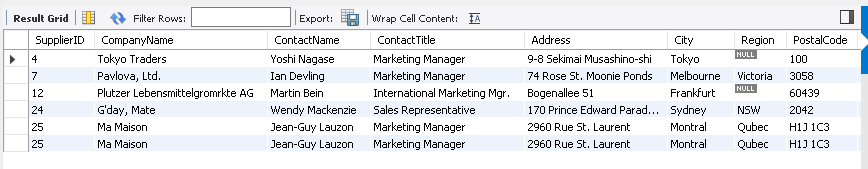 Result Grid Filter Rows: Export: Wrap Cell Content: IA
SupplierID CompanyName ContactName ContactTitle Address City Region PostalCode
4 Tokyo Traders Yoshi Nagase Marketing Manager 9-8 Sekimai Musashino-shi Tokyo NULL 100
7 Pavlova, Ltd. Ian Devling Marketing Manager 74 Rose St. Moonie Ponds Melbourne Victoria 3058
12 Plutzer Lebensmittelgromrkte AG Martin Bein International Marketing Mgr. Bogenallee 51 Frankfurt NULL 60439
24 G'day, Mate Wendy Mackenzie Sales Representative 170 Prince Edward Parad... Sydney NSW 2042
25 Ma Maison Jean-Guy Lauzon Marketing Manager 2960 Rue St. Laurent Montral Qubec H1J 1C3
25 Ma Maison Jean-Guy Lauzon Marketing Manager 2960 Rue St. Laurent Montral Qubec H1J 1C3